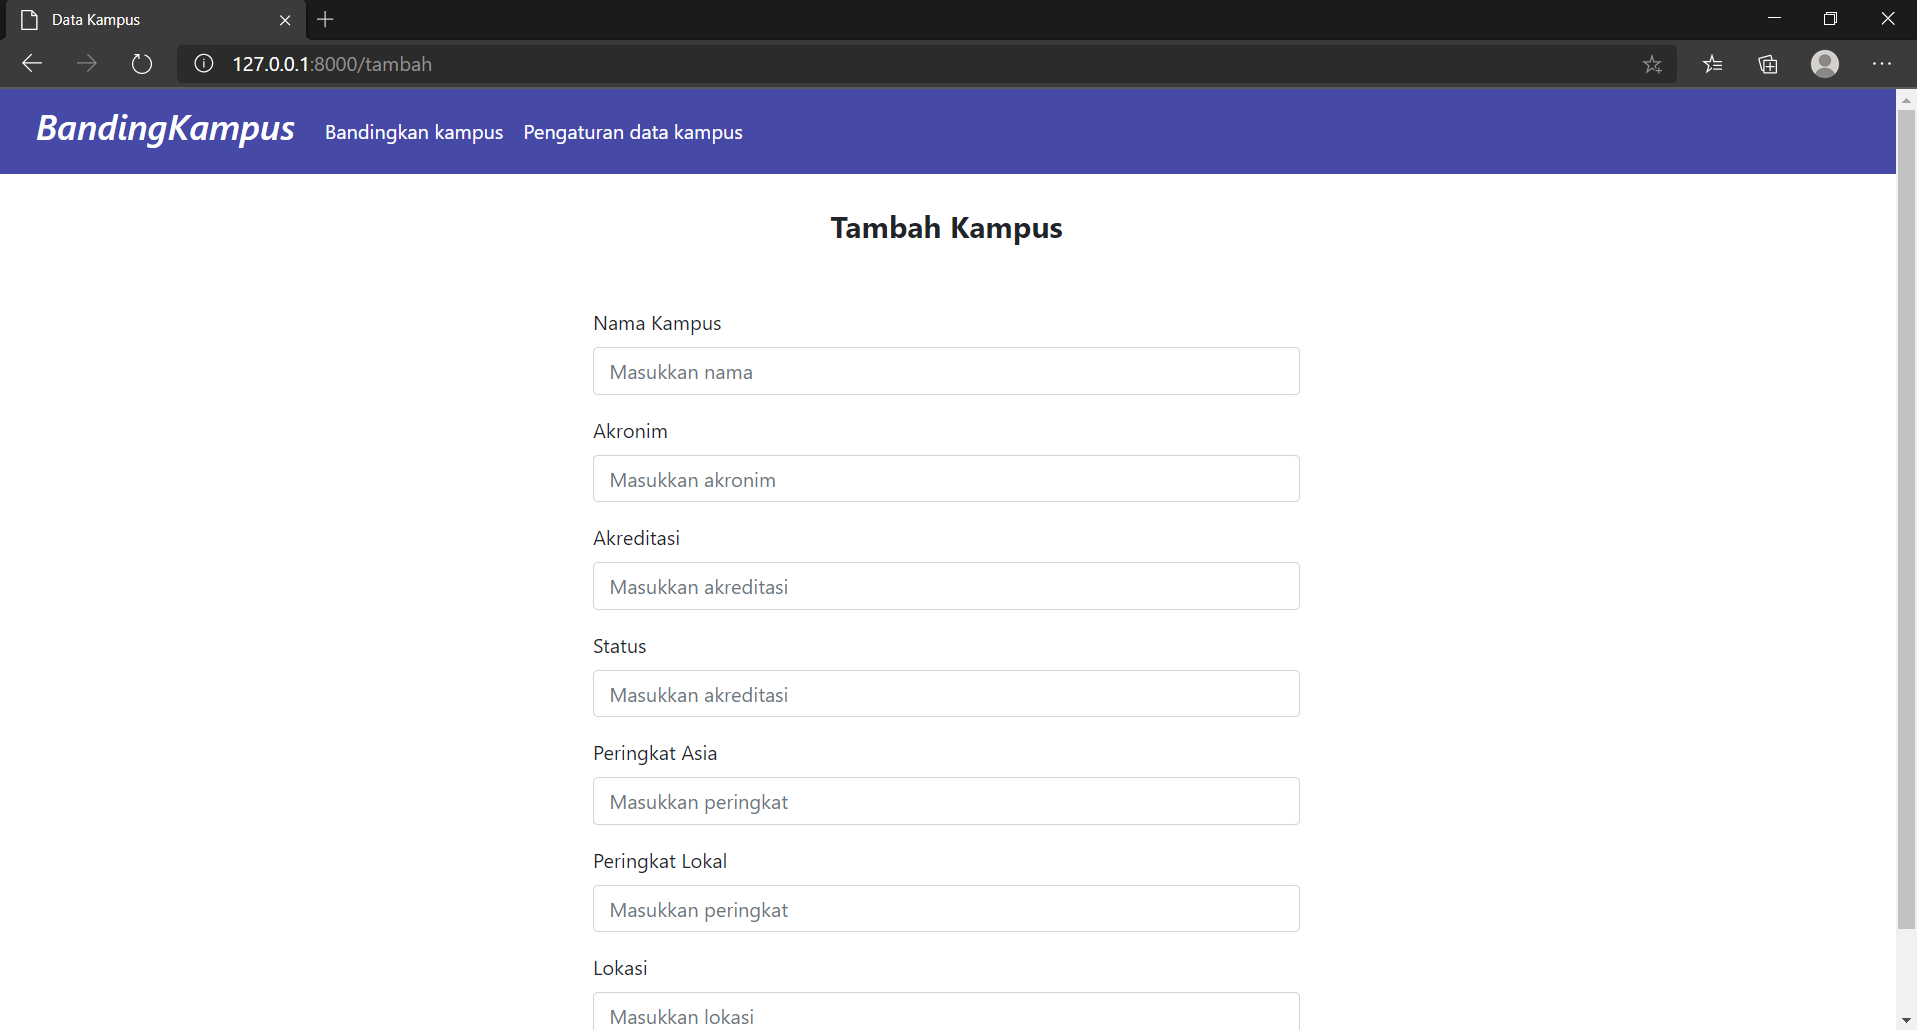 Data Kampus
127.0.0.1:8000/tambah
BandingKampus Bandingkan kampus Pengaturan data kampus
Tambah Kampus
Nama Kampus
Masukkan nama
Akronim
Masukkan akronim
Akreditasi
Masukkan akreditasi
Status
Masukkan akreditasi
Peringkat Asia
Masukkan peringkat
Peringkat Lokal
Masukkan peringkat
Lokasi
Masukkan lokasi